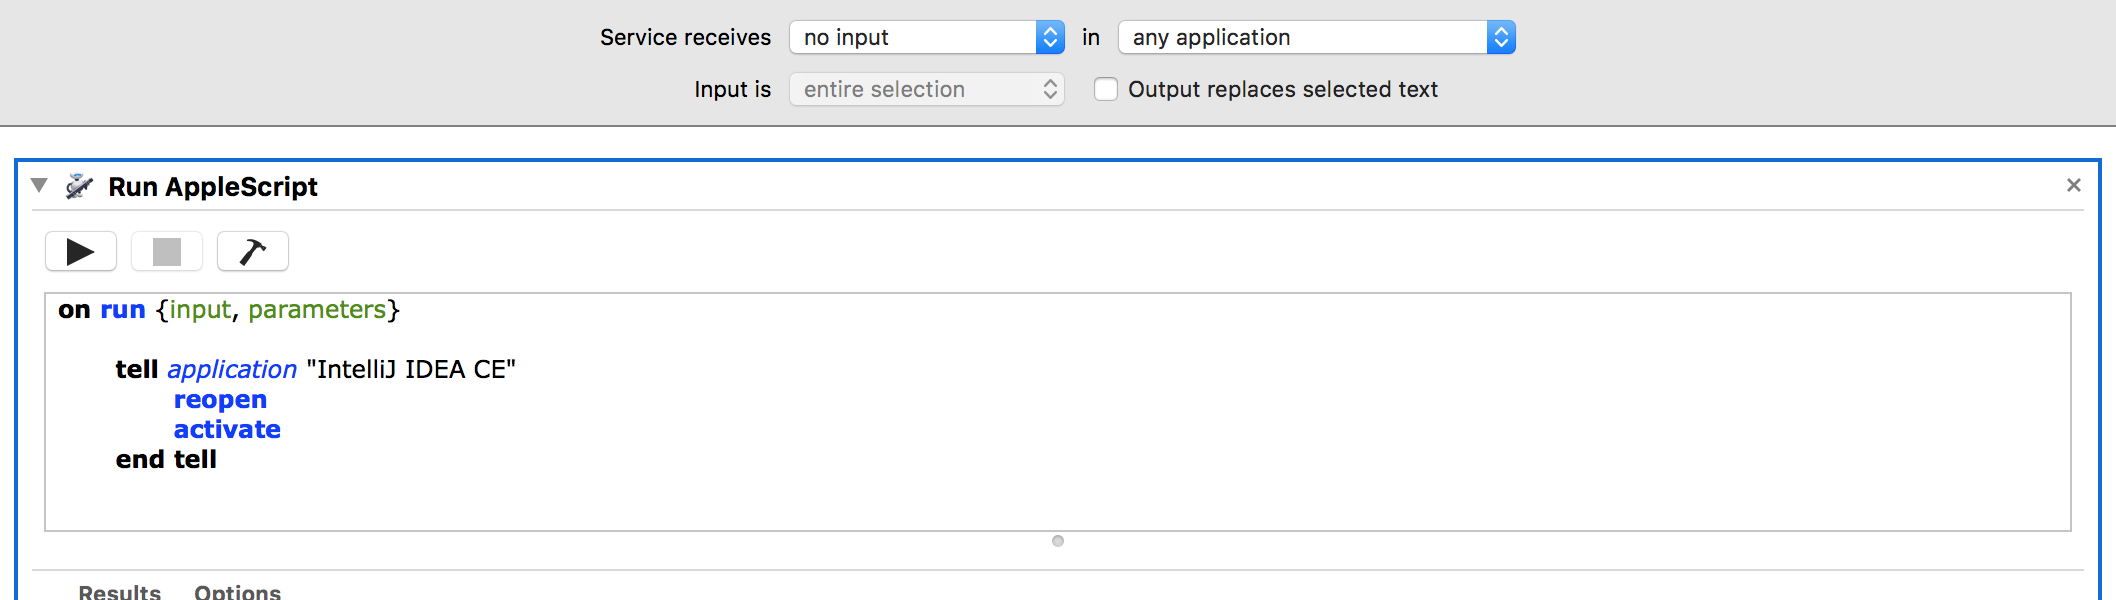 Service receives no input in any application
Input is entire selection Output replaces selected text
Run AppleScript
on run {input, parameters}
tell application "IntelliJ IDEA CE"
reopen
activate
end tell
Results Options